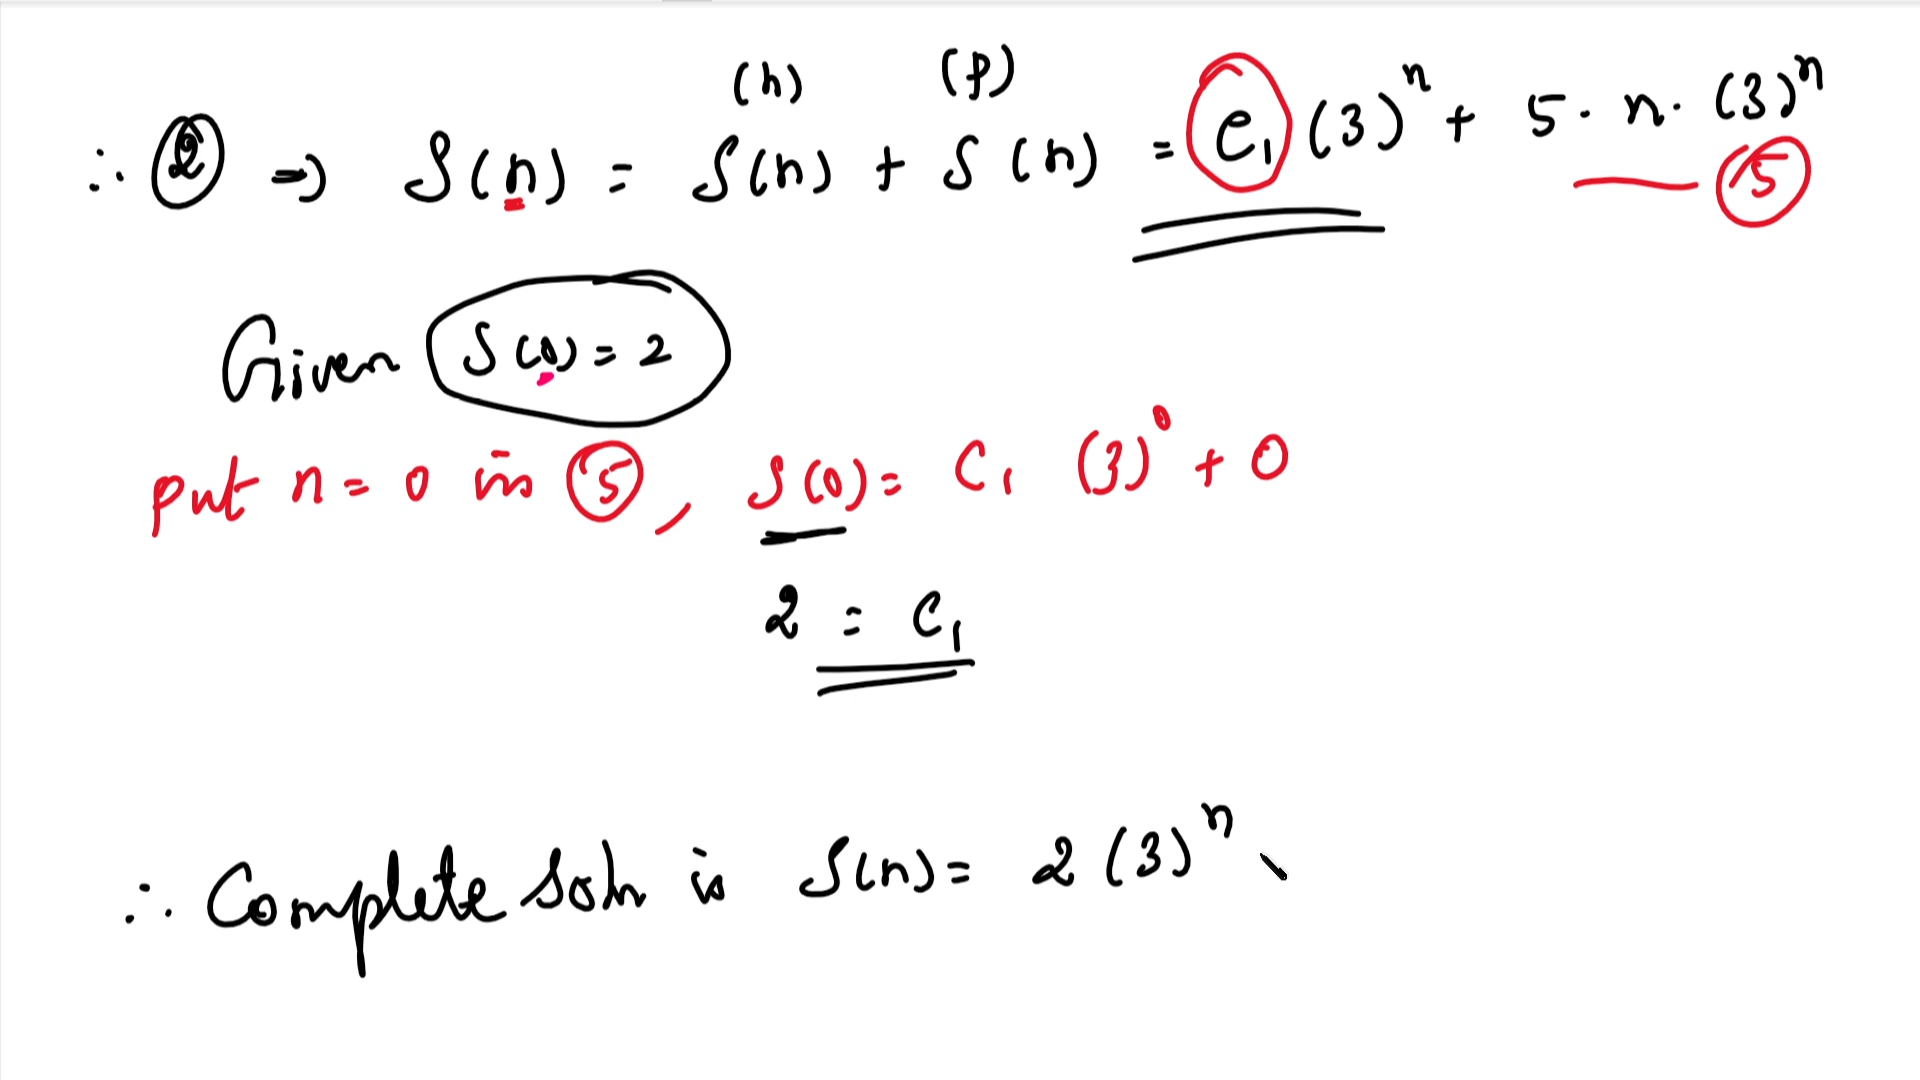 ∴ ② ⇒ S(n) = S(n)^(h) + S(n)^(p) = C₁ (3)ⁿ + 5 · n · (3)ⁿ — ⑤
Given S(0) = 2
put n = 0 in ⑤, S(0) = C₁ (3)⁰ + 0
2 = C₁
∴ Complete Soln is S(n) = 2 (3)ⁿ